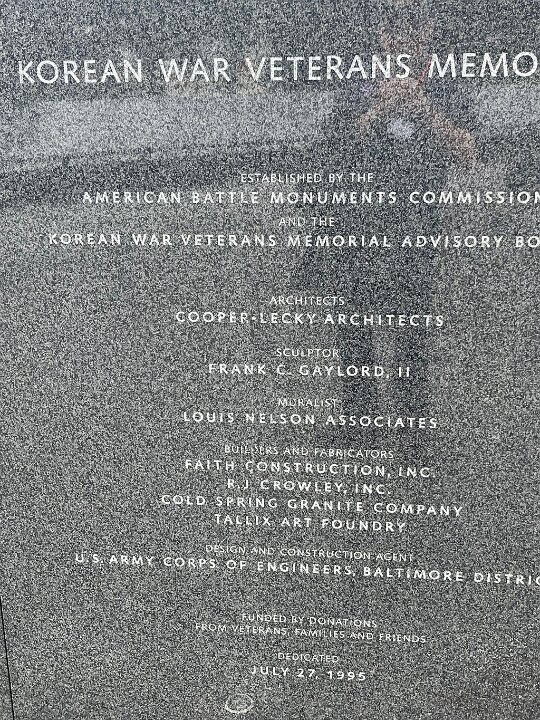 KOREAN WAR VETERANS MEMO
ESTABLISHED BY THE
AMERICAN BATTLE MONUMENTS COMMISSION
AND THE
KOREAN WAR VETERANS MEMORIAL ADVISORY BO
ARCHITECTS
COOPER-LECKY ARCHITECTS
SCULPTOR
FRANK C. GAYLORD, II
MURALIST
LOUIS NELSON ASSOCIATES
BUILDERS AND FABRICATORS
FAITH CONSTRUCTION, INC.
R.J. CROWLEY, INC.
COLD SPRING GRANITE COMPANY
TALLIX ART FOUNDRY
DESIGN AND CONSTRUCTION AGENT
U.S. ARMY CORPS OF ENGINEERS, BALTIMORE DISTRIC
FUNDED BY DONATIONS
FROM VETERANS, FAMILIES AND FRIENDS
DEDICATED
JULY 27, 1995